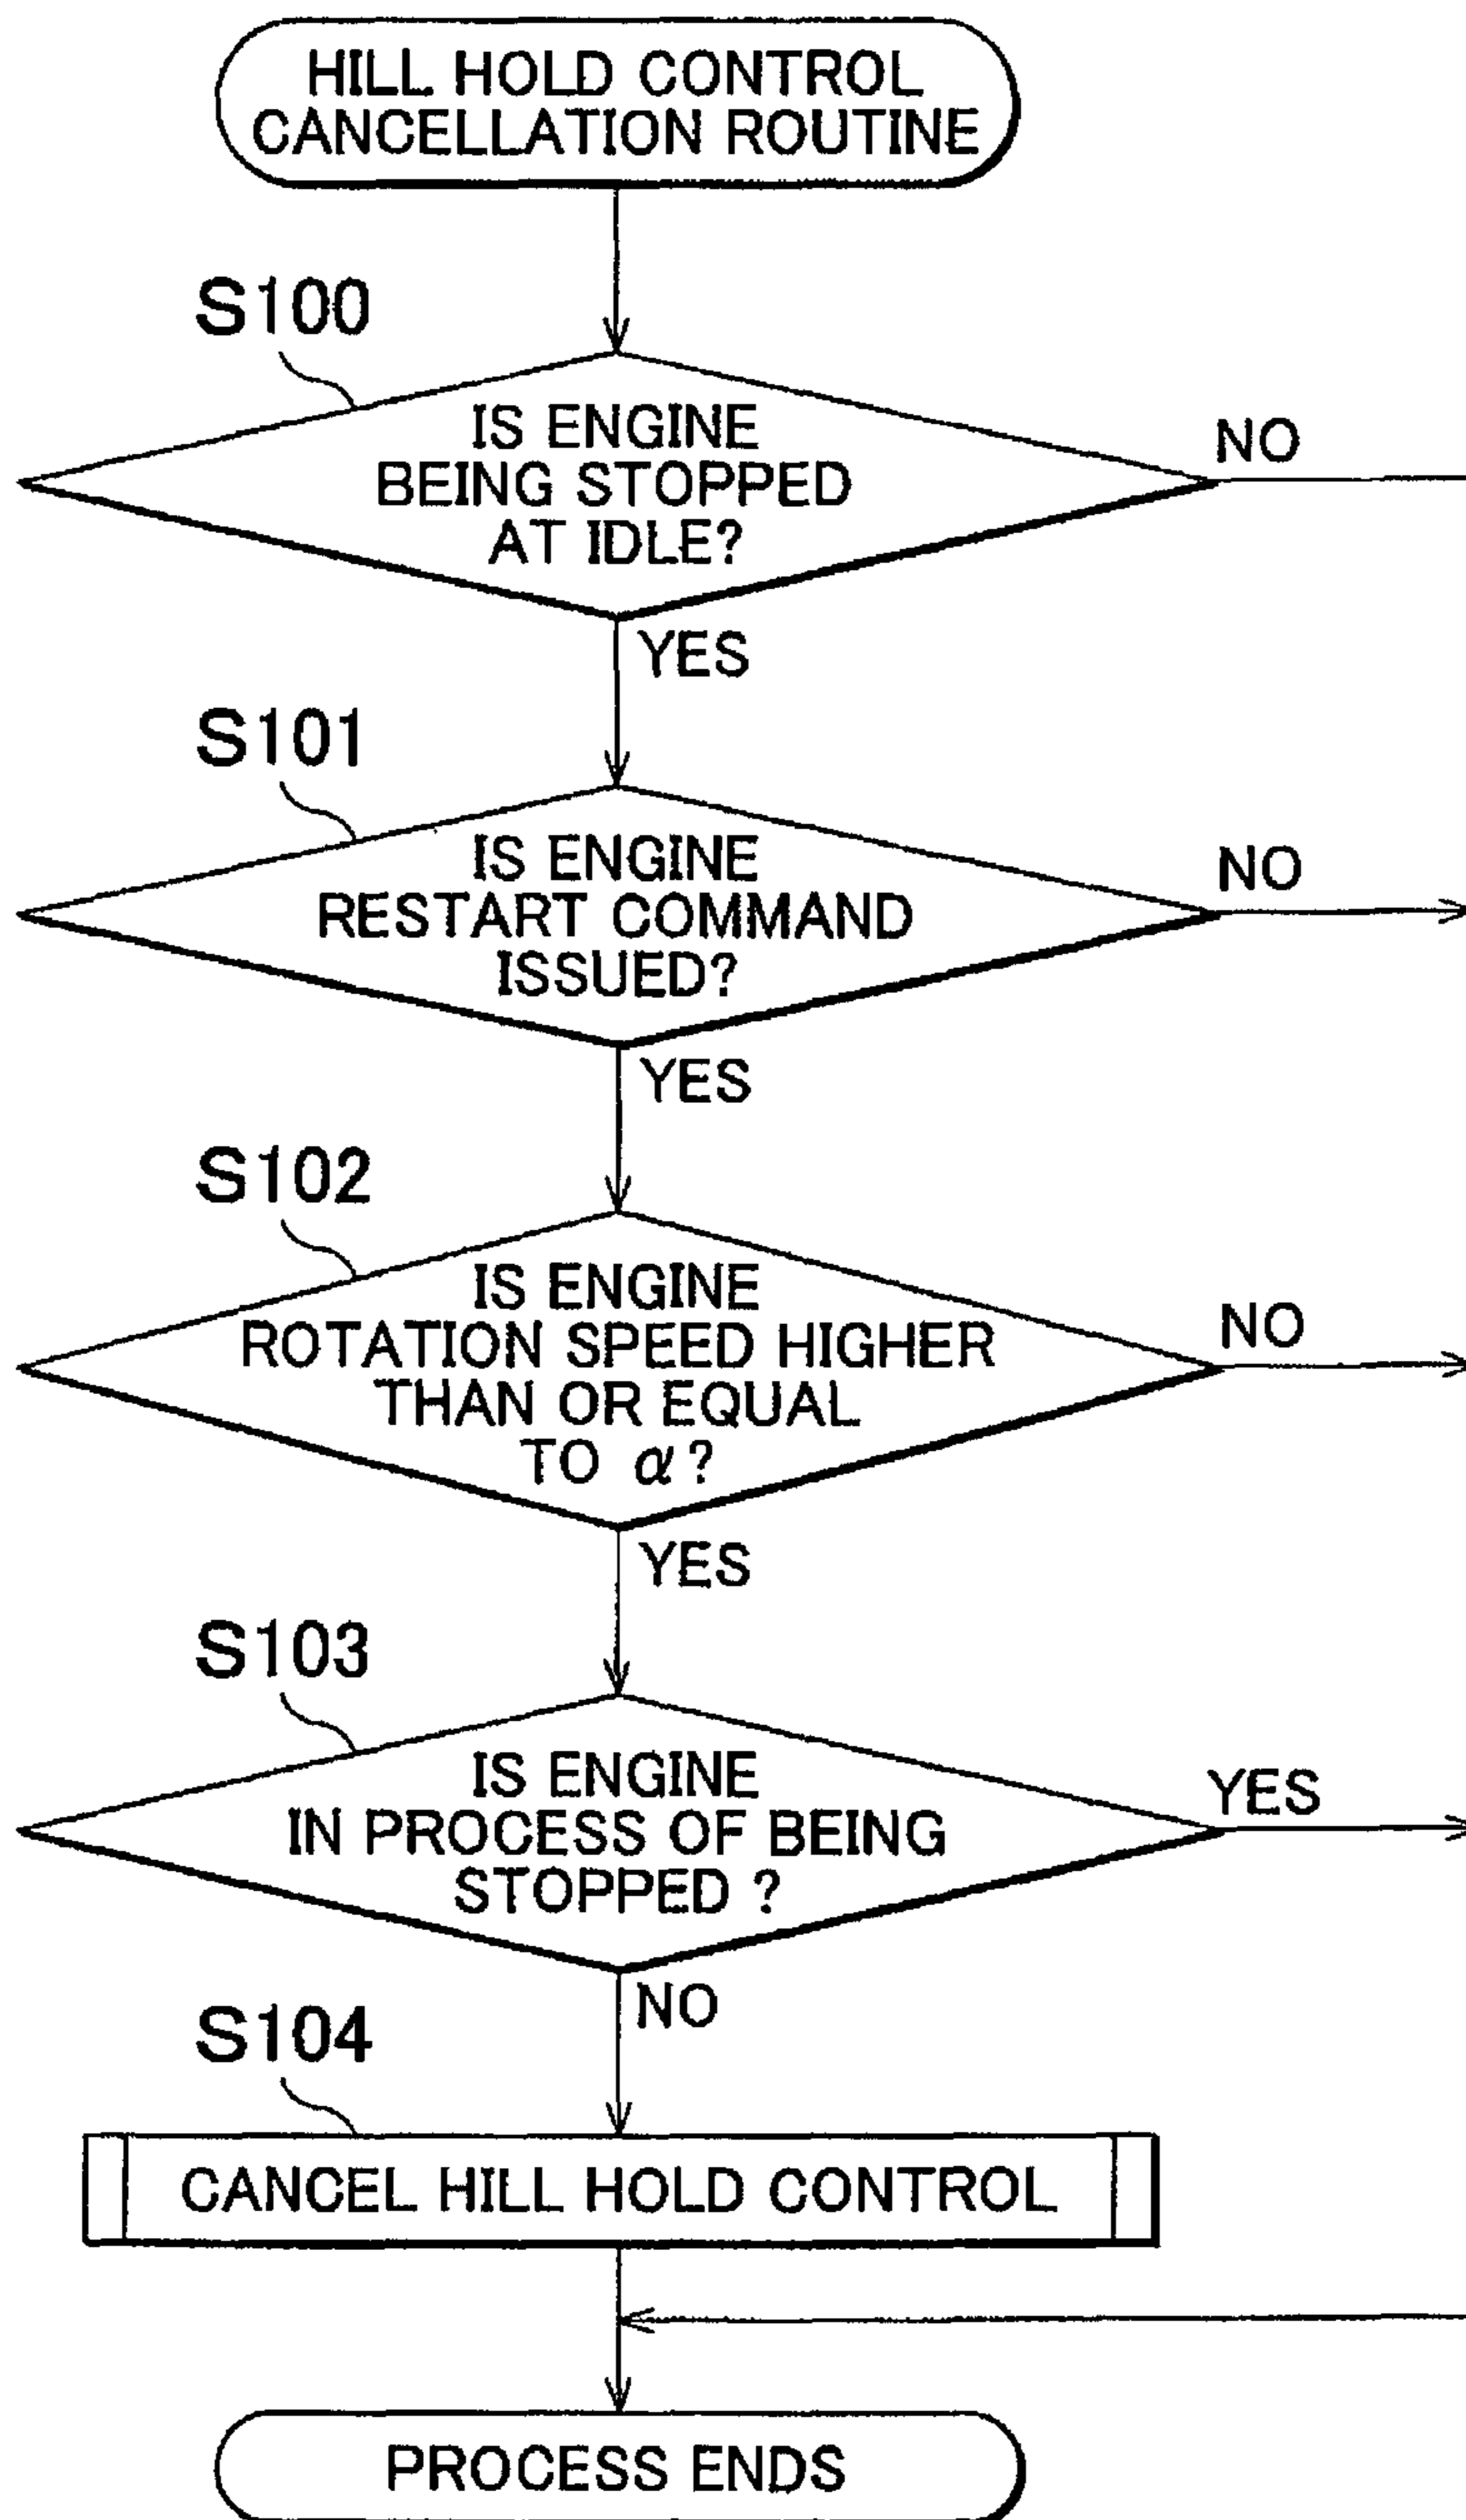 HILL HOLD CONTROL
CANCELLATION ROUTINE
S100
IS ENGINE
BEING STOPPED
AT IDLE?
NO
YES
S101
IS ENGINE
RESTART COMMAND
ISSUED?
NO
YES
S102
IS ENGINE
ROTATION SPEED HIGHER
THAN OR EQUAL
TO α?
NO
YES
S103
IS ENGINE
IN PROCESS OF BEING
STOPPED ?
YES
NO
S104
CANCEL HILL HOLD CONTROL
PROCESS ENDS